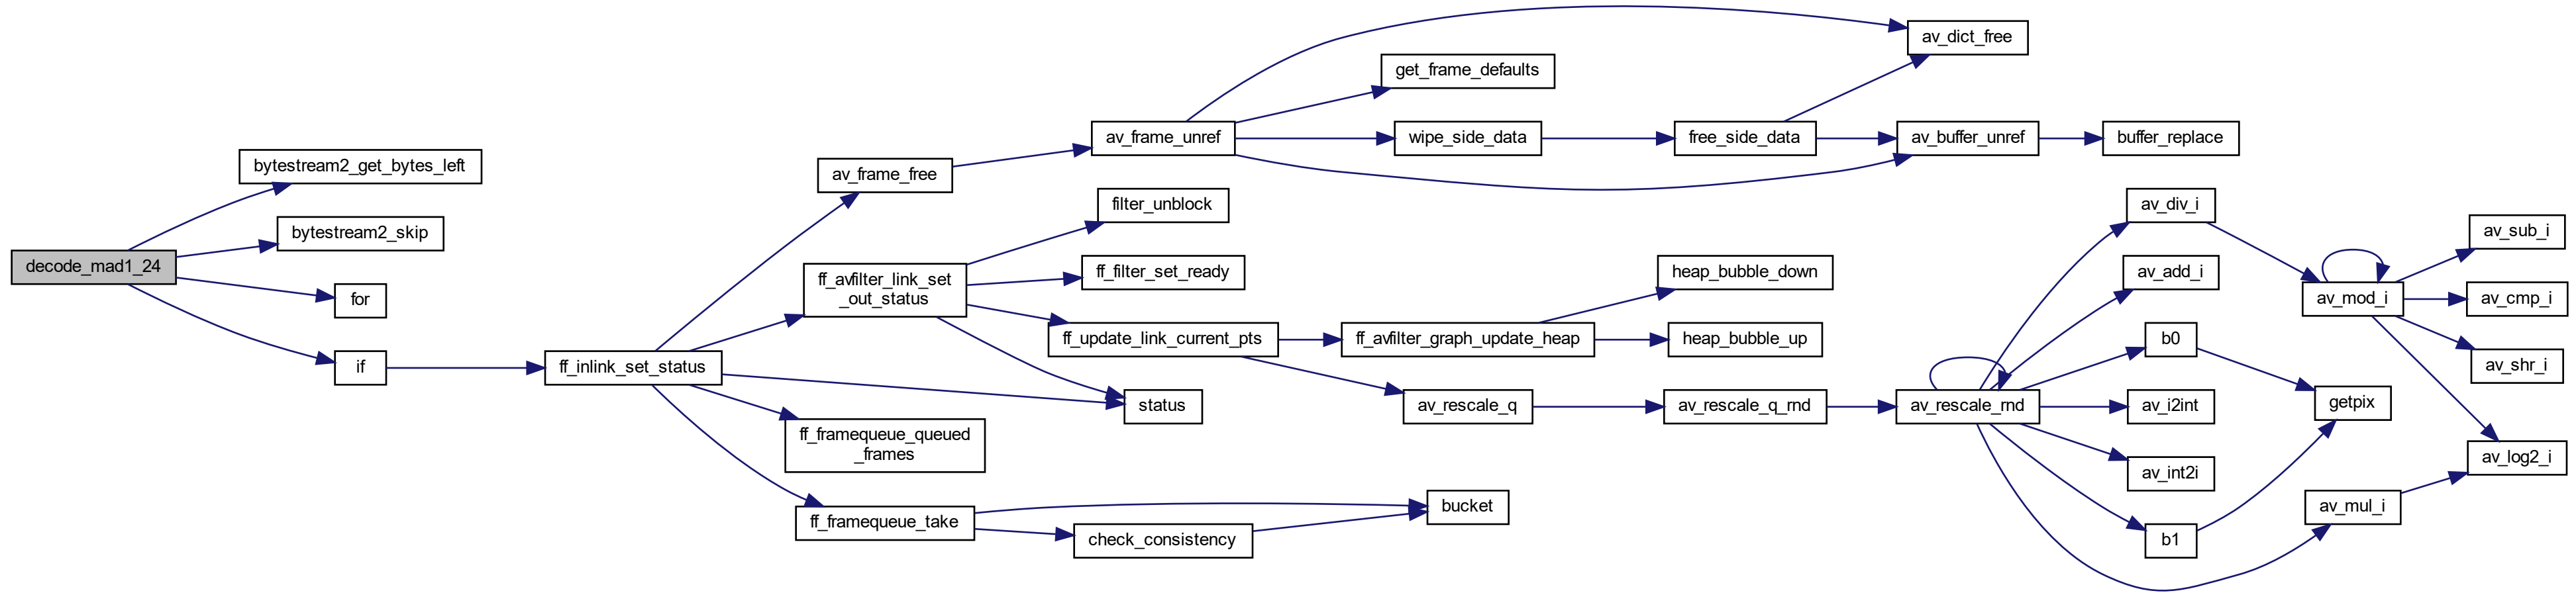 decode_mad1_24
bytestream2_get_bytes_left
bytestream2_skip
for
if
ff_inlink_set_status
av_frame_free
ff_avfilter_link_set
_out_status
ff_framequeue_queued
_frames
ff_framequeue_take
av_frame_unref
filter_unblock
ff_filter_set_ready
ff_update_link_current_pts
status
check_consistency
get_frame_defaults
wipe_side_data
ff_avfilter_graph_update_heap
av_rescale_q
bucket
free_side_data
heap_bubble_down
heap_bubble_up
av_rescale_q_rnd
av_dict_free
av_buffer_unref
av_rescale_rnd
buffer_replace
av_div_i
av_add_i
b0
av_i2int
av_int2i
b1
av_mod_i
getpix
av_mul_i
av_sub_i
av_cmp_i
av_shr_i
av_log2_i